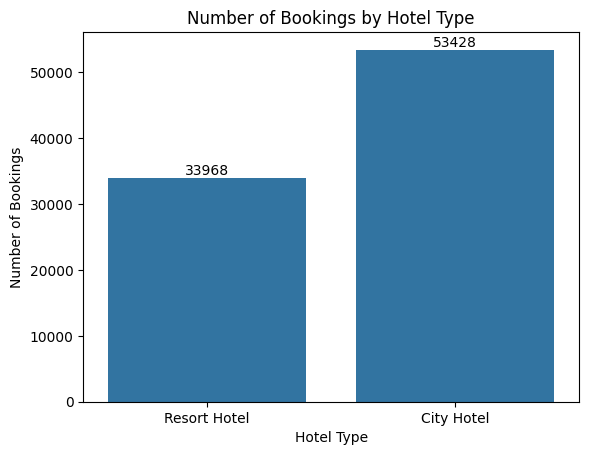 Number of Bookings by Hotel Type
53428
33968
50000
40000
30000
20000
10000
0
Number of Bookings
Resort Hotel
City Hotel
Hotel Type